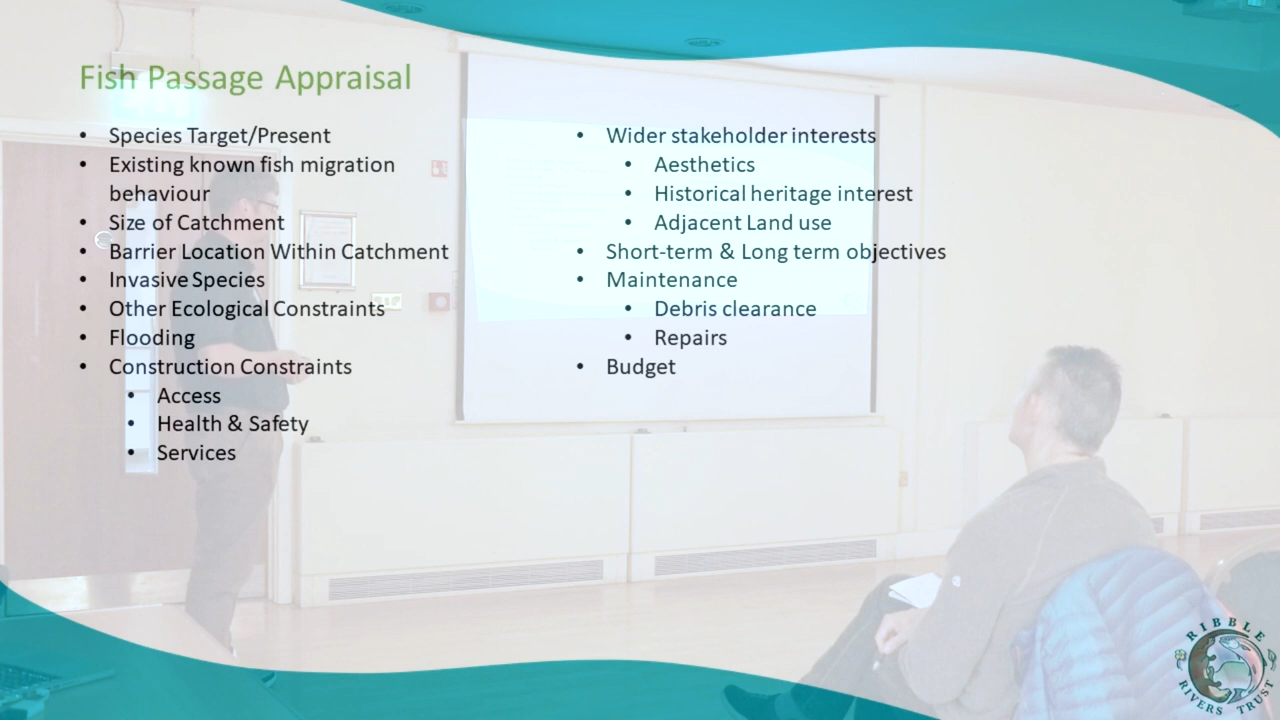 Fish Passage Appraisal
• Species Target/Present
• Existing known fish migration
behaviour
• Size of Catchment
• Barrier Location Within Catchment
• Invasive Species
• Other Ecological Constraints
• Flooding
• Construction Constraints
• Access
• Health & Safety
• Services
• Wider stakeholder interests
• Aesthetics
• Historical heritage interest
• Adjacent Land use
• Short-term & Long term objectives
• Maintenance
• Debris clearance
• Repairs
• Budget
RIBBLE
RIVERS TRUST